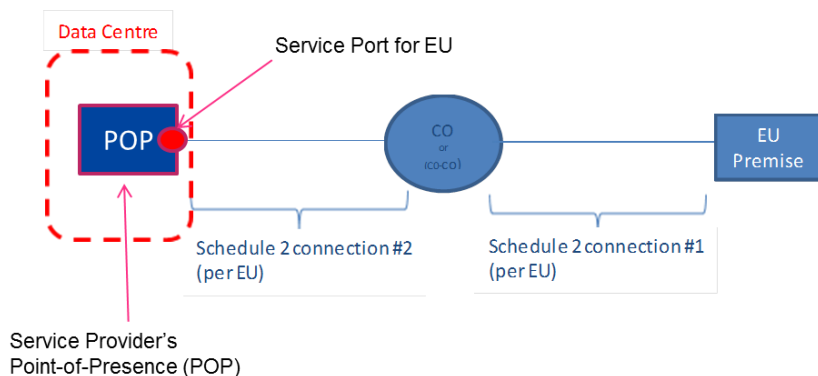 Data Centre
Service Port for EU
POP
CO
or
(CO-CO)
EU
Premise
Schedule 2 connection #2
(per EU)
Schedule 2 connection #1
(per EU)
Service Provider’s
Point-of-Presence (POP)